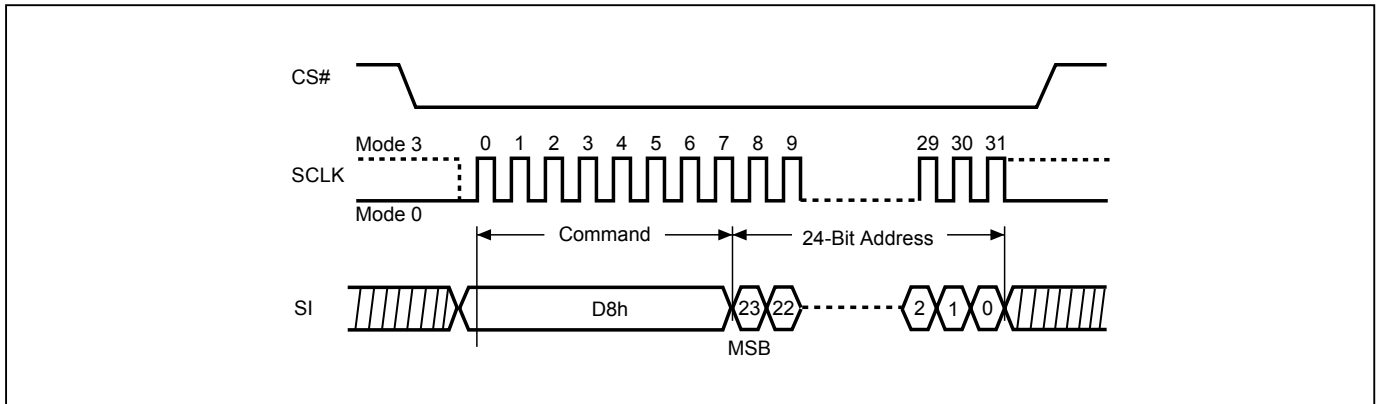 CS#
Mode 3 0 1 2 3 4 5 6 7 8 9 29 30 31
SCLK
Mode 0
Command 24-Bit Address
SI D8h 23 22 2 1 0
MSB